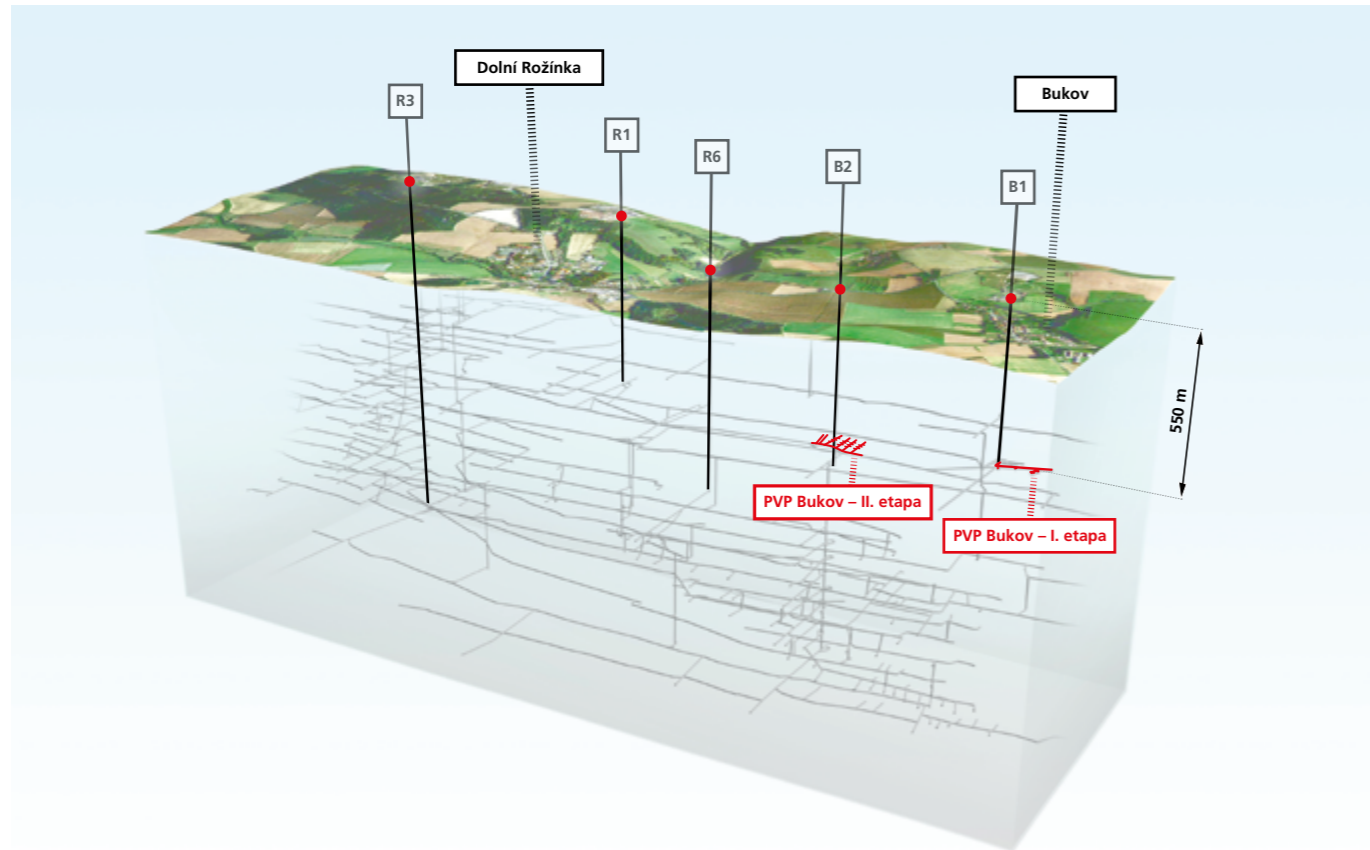 Dolní Rožínka
Bukov
R3
R1
R6
B2
B1
550 m
PVP Bukov – II. etapa
PVP Bukov – I. etapa